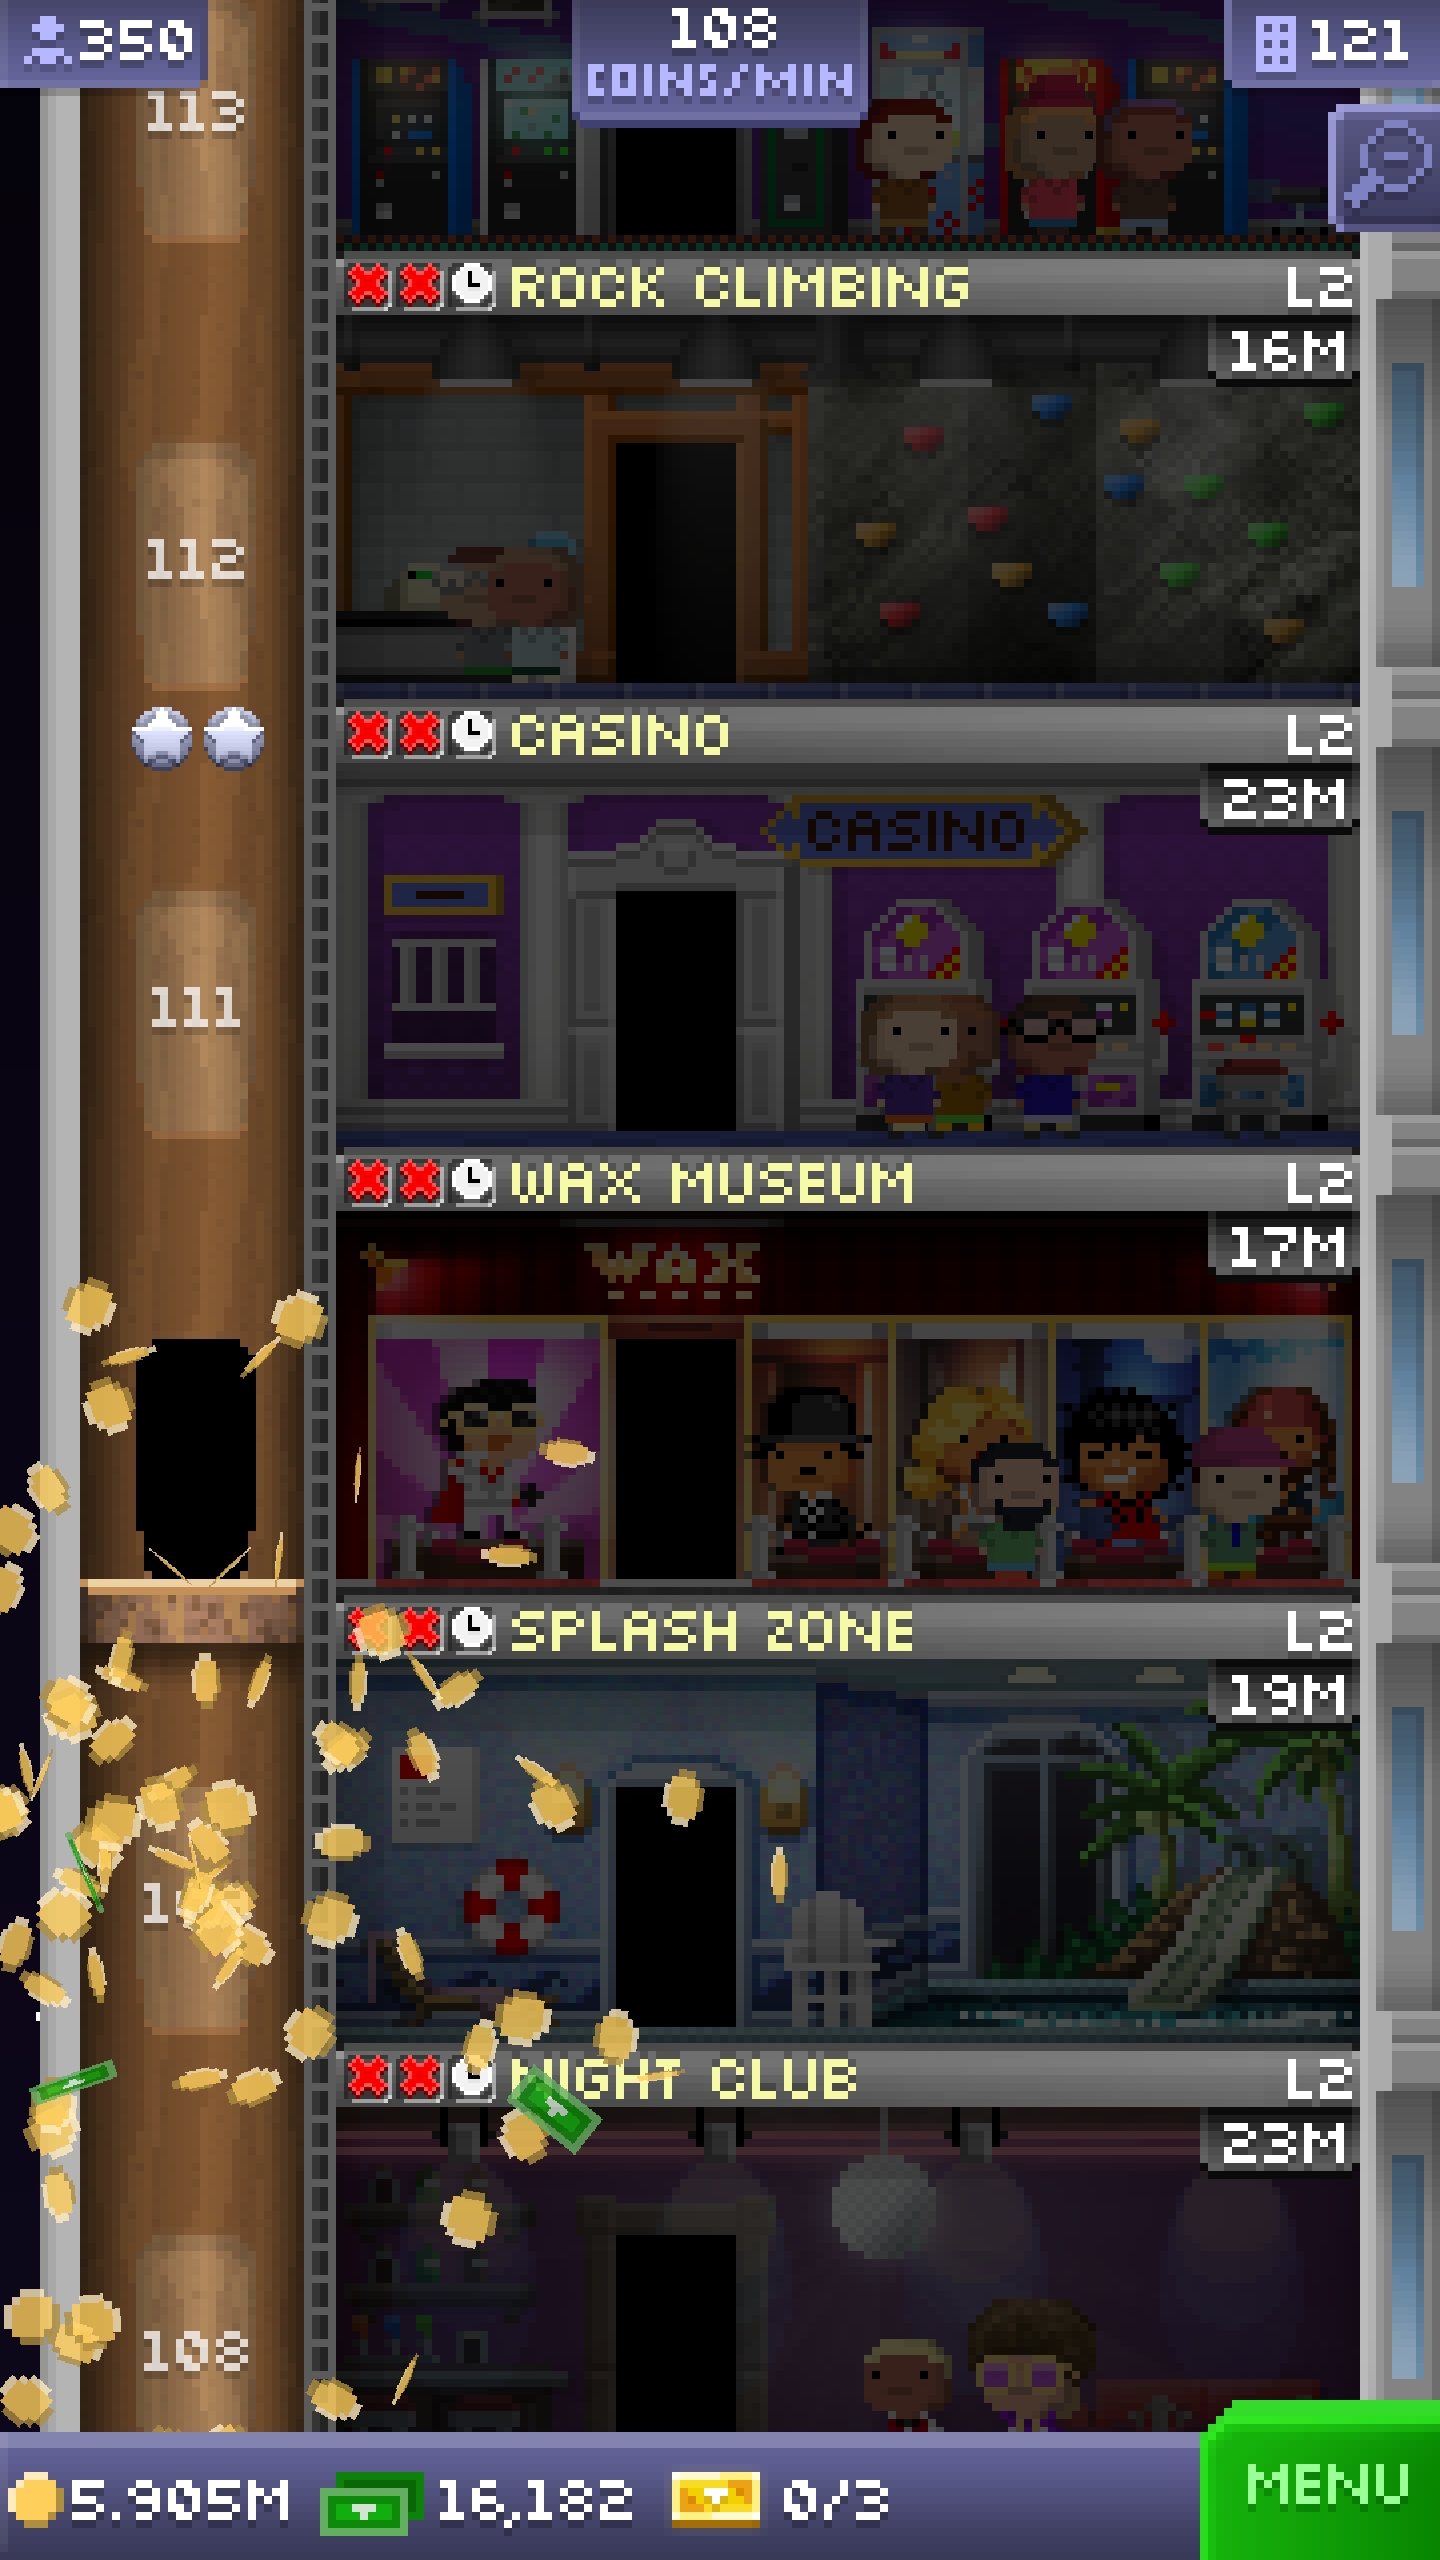 350
108
COINS/MIN
121
113
ROCK CLIMBING L2
16M
112
CASINO L2
23M
CASINO
111
WAX MUSEUM L2
17M
WAX
SPLASH ZONE L2
19M
NIGHT CLUB L2
23M
108
5.905M 16,182 0/3
MENU